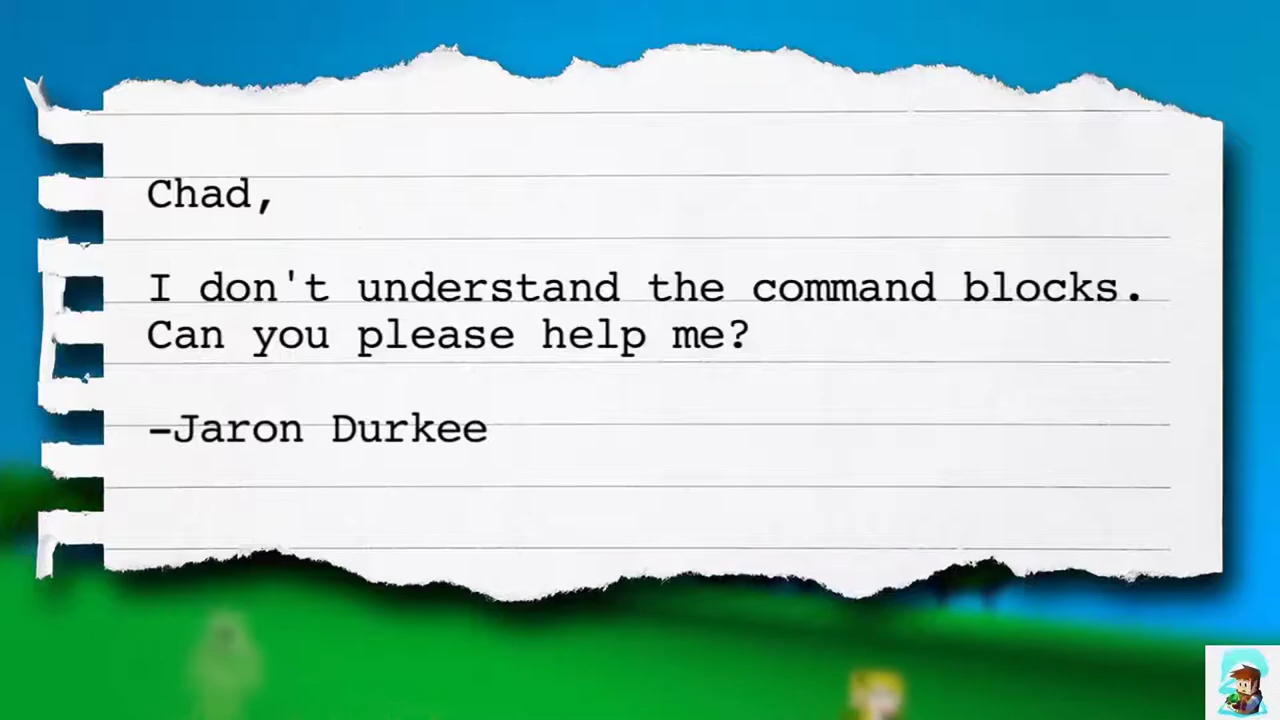 Chad,
I don't understand the command blocks.
Can you please help me?
-Jaron Durkee